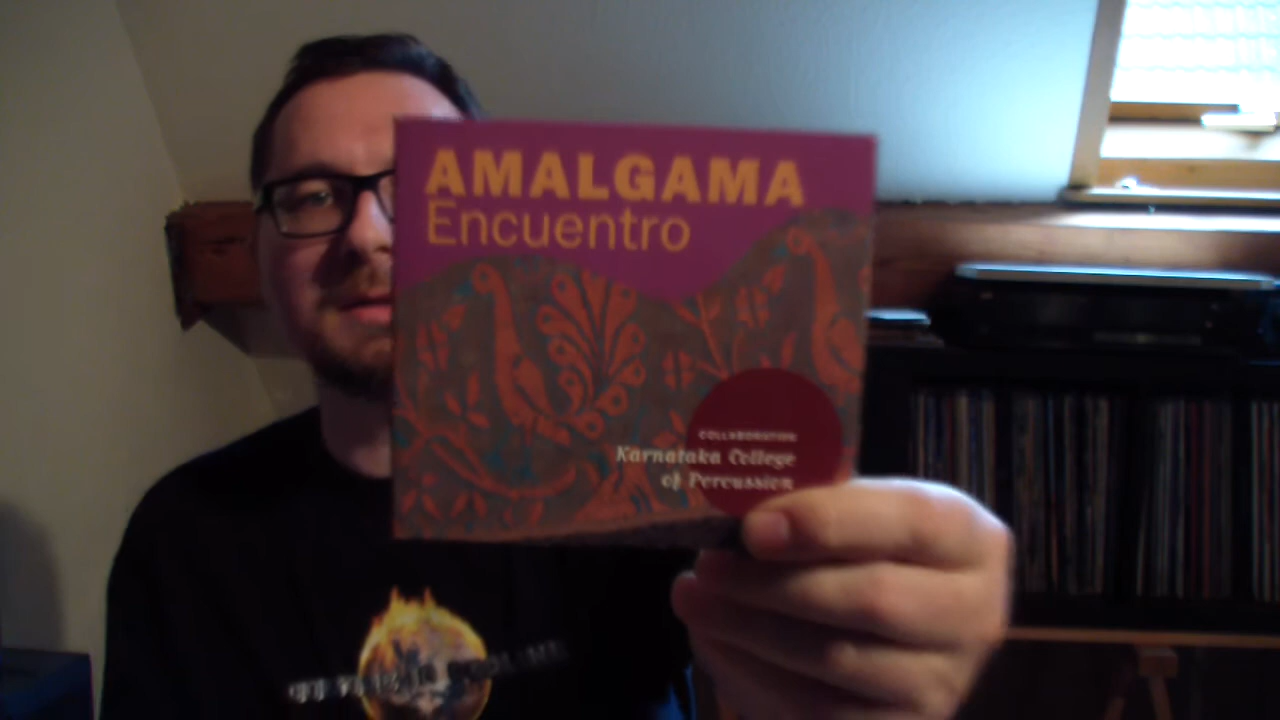 AMALGAMA
Encuentro
COLLABORATION
Karnataka College
of Percussion